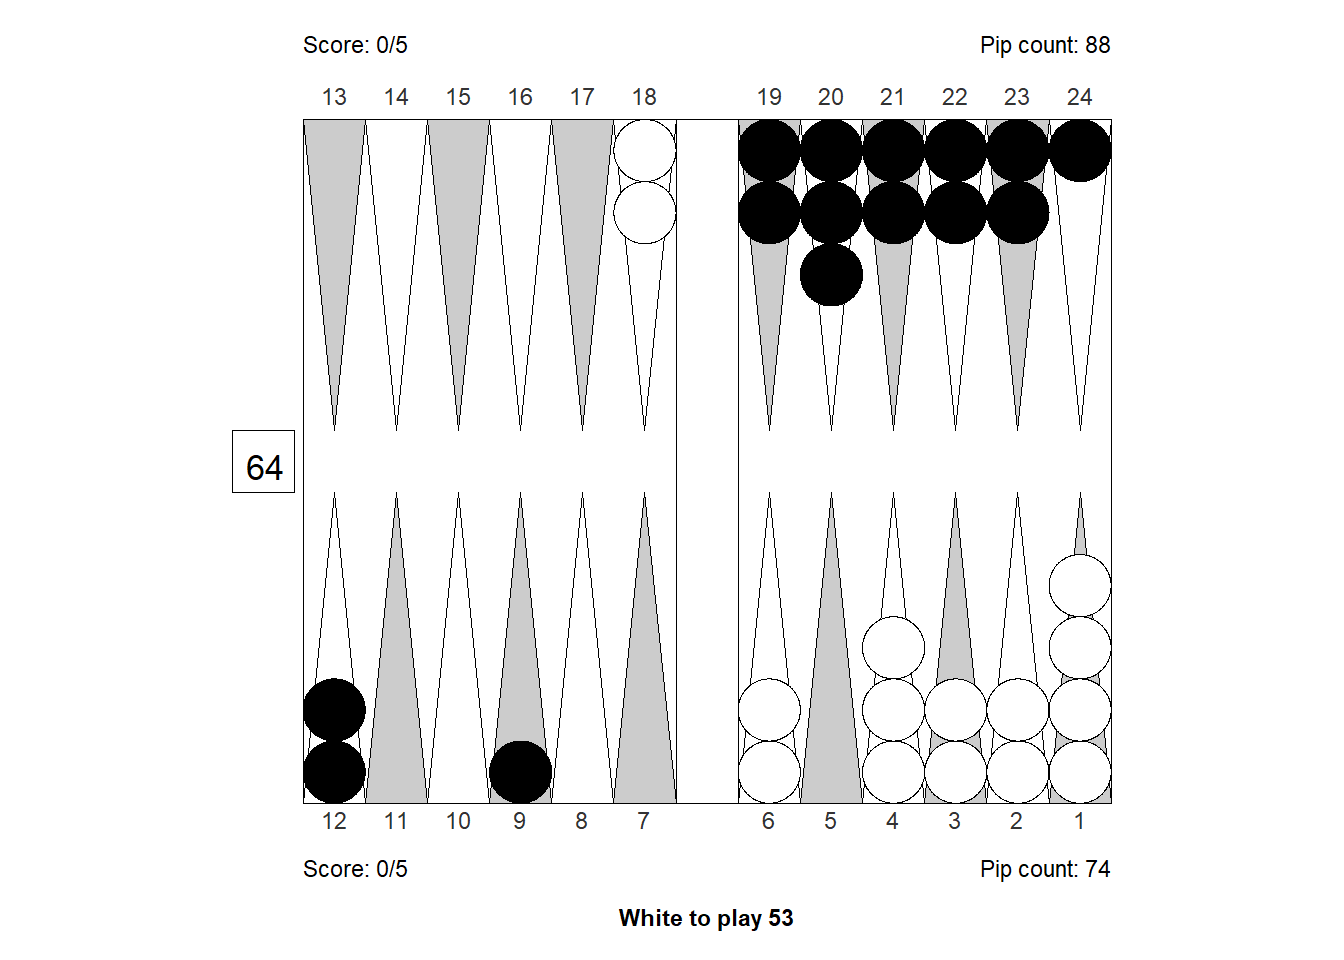 Score: 0/5 Pip count: 88
13 14 15 16 17 18 19 20 21 22 23 24
64
12 11 10 9 8 7 6 5 4 3 2 1
Score: 0/5 Pip count: 74
White to play 53